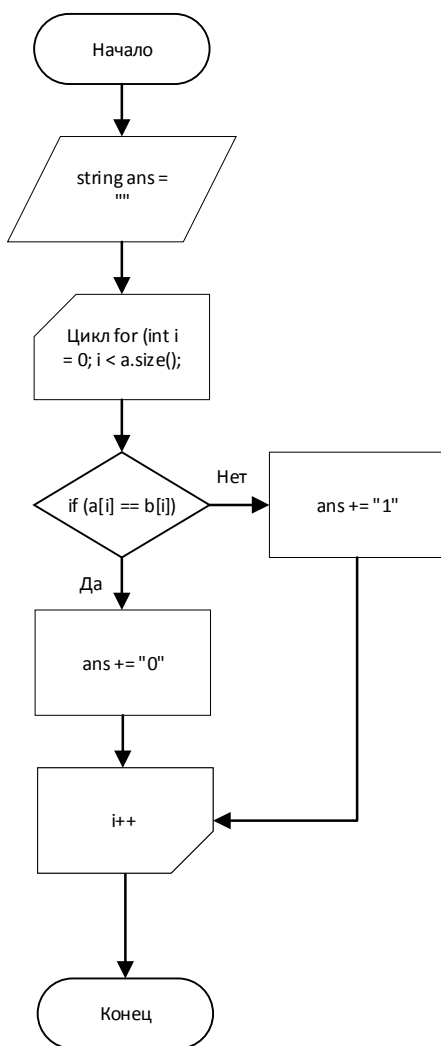 Начало
string ans =
""
Цикл for (int i
= 0; i < a.size();
if (a[i] == b[i])
Нет
ans += "1"
Да
ans += "0"
i++
Конец